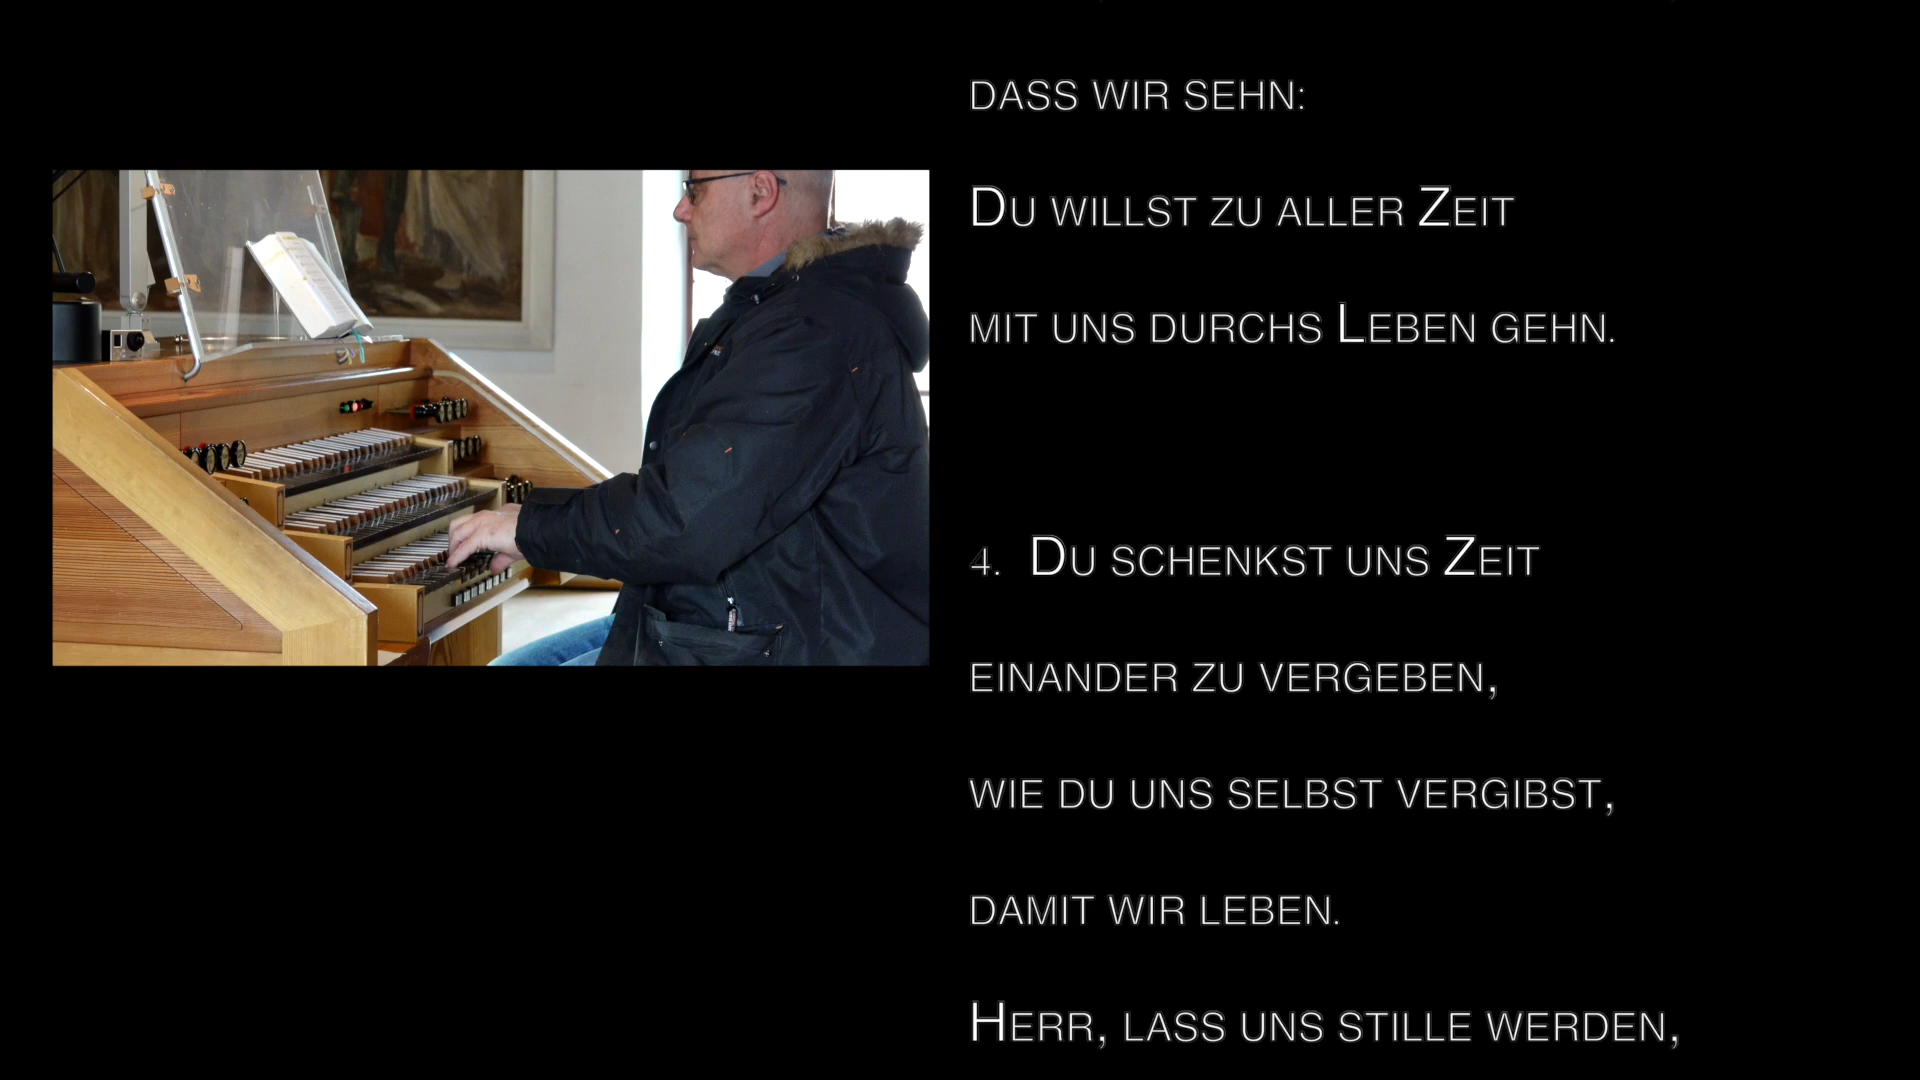 DASS WIR SEHN:
DU WILLST ZU ALLER ZEIT
MIT UNS DURCHS LEBEN GEHN.
4. DU SCHENKST UNS ZEIT
EINANDER ZU VERGEBEN,
WIE DU UNS SELBST VERGIBST,
DAMIT WIR LEBEN.
HERR, LASS UNS STILLE WERDEN,